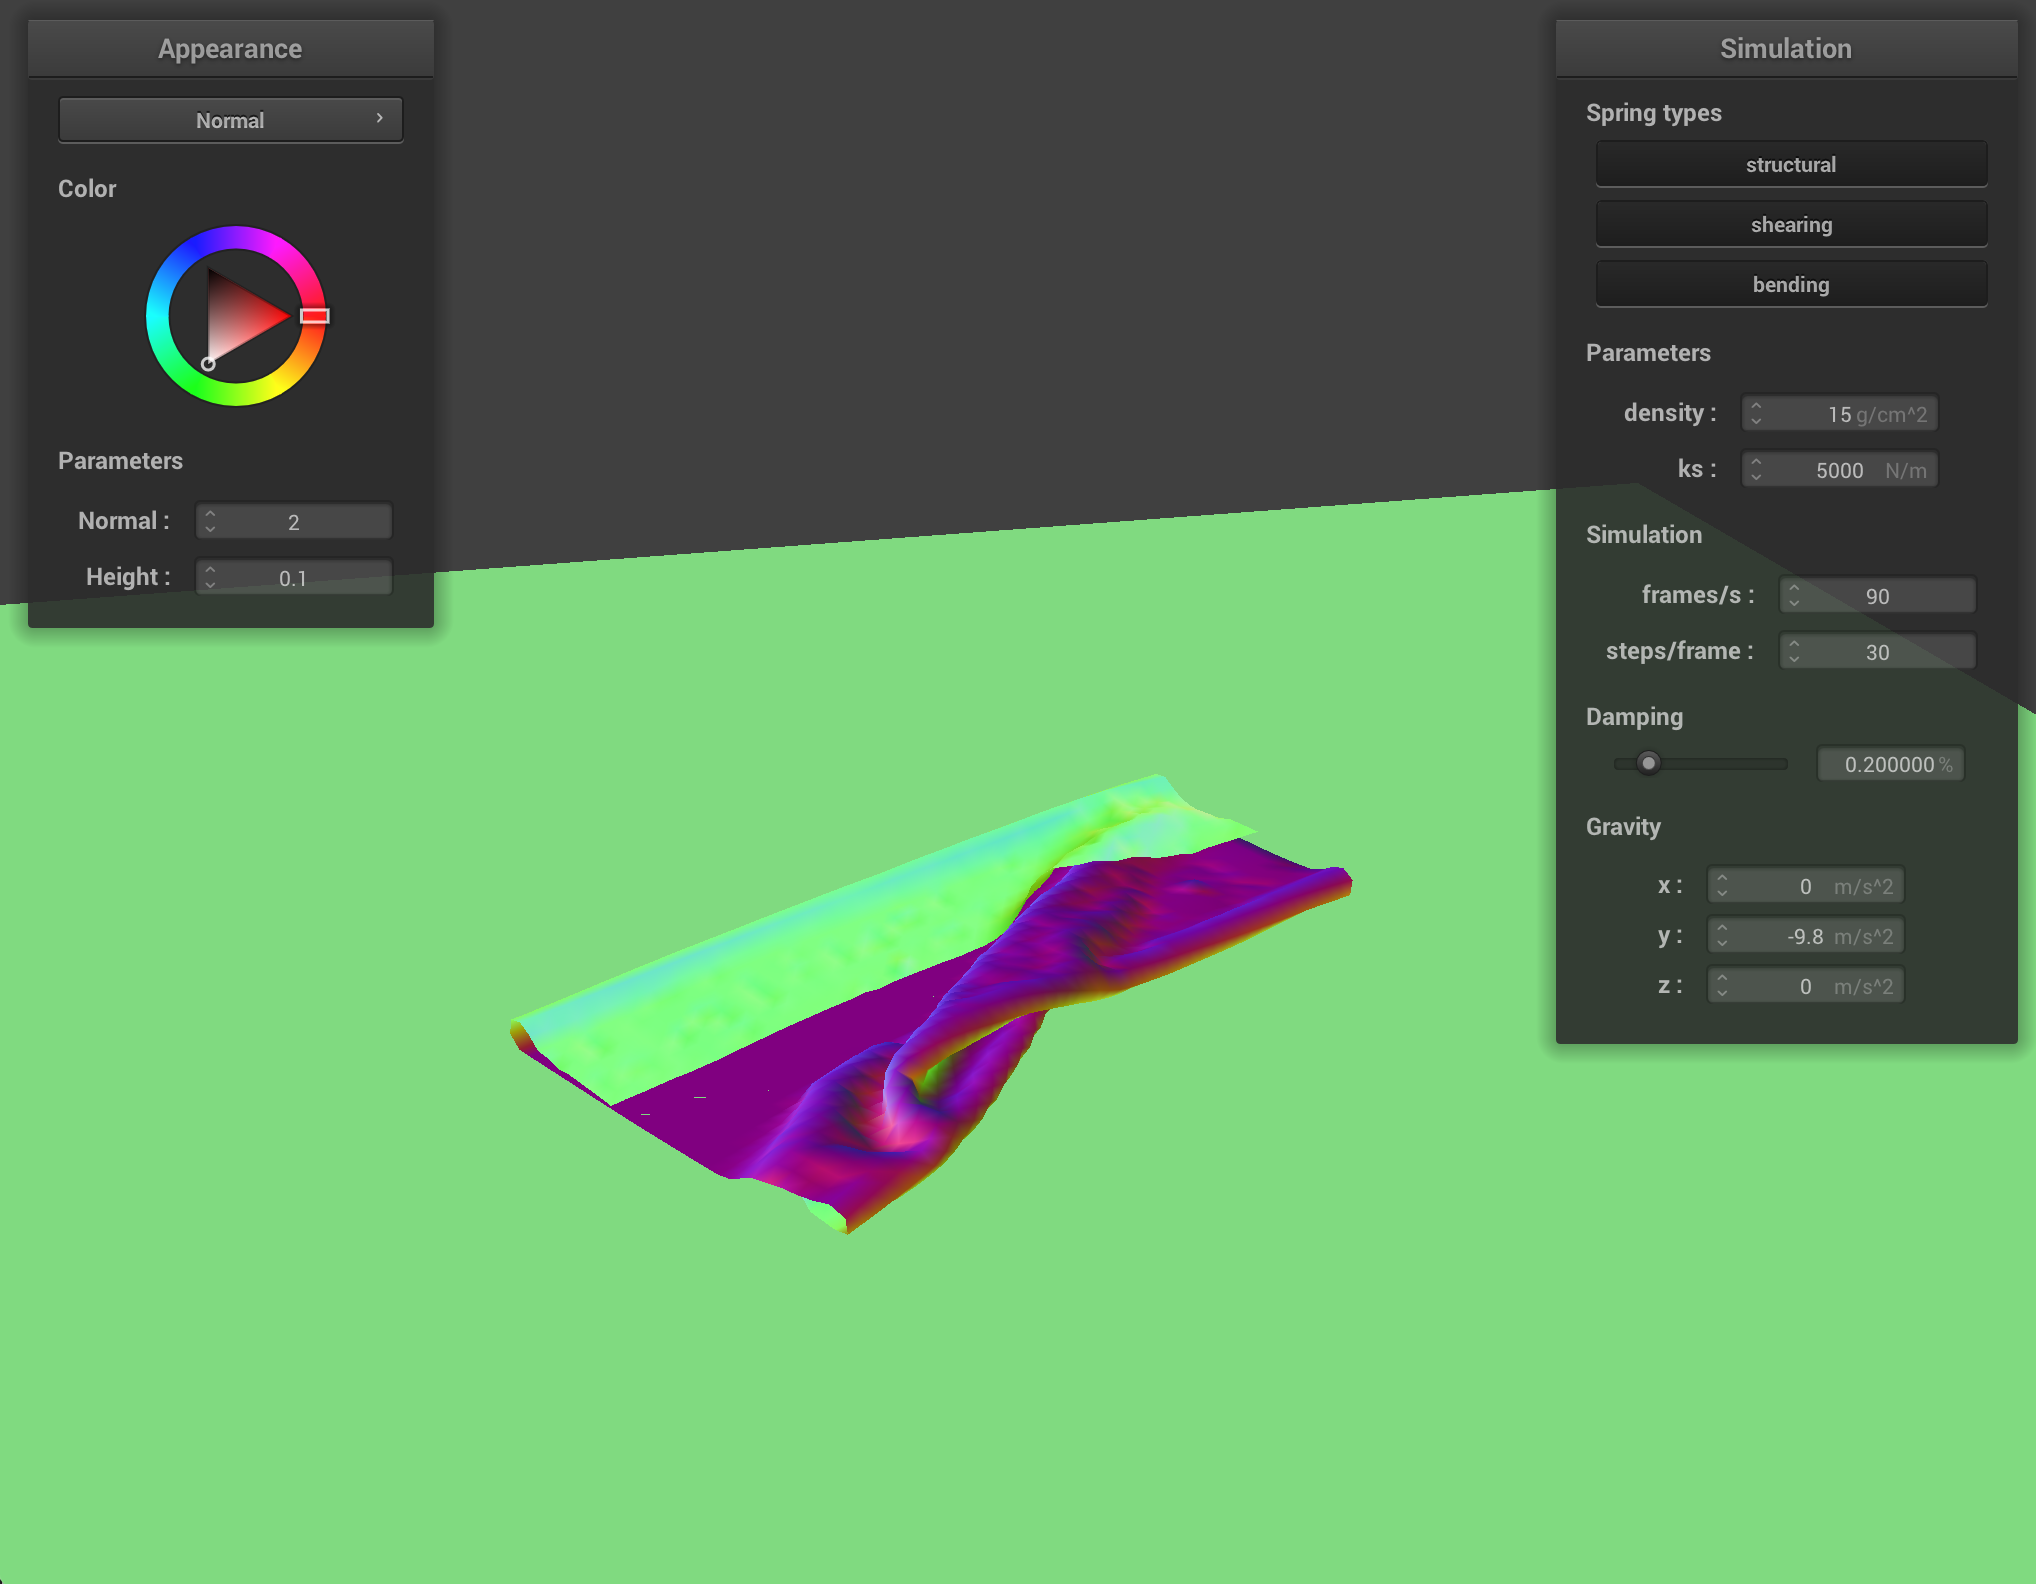 Appearance
Normal
Color
Parameters
Normal : 2
Height : 0.1
Simulation
Spring types
structural
shearing
bending
Parameters
density : 15 g/cm^2
ks : 5000 N/m
Simulation
frames/s : 90
steps/frame : 30
Damping
0.200000 %
Gravity
x : 0 m/s^2
y : -9.8 m/s^2
z : 0 m/s^2